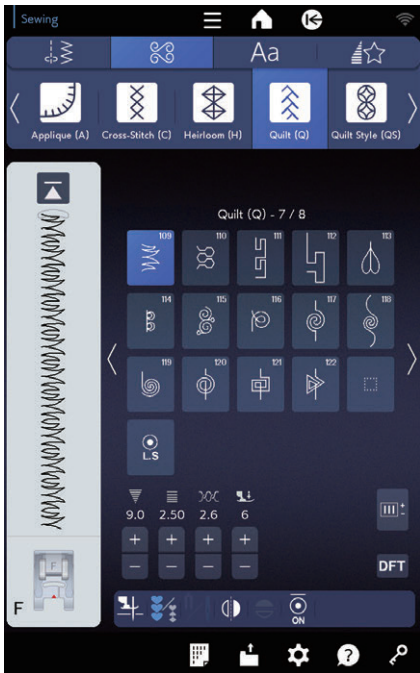 Sewing
Aa
Applique (A) Cross-Stitch (C) Heirloom (H) Quilt (Q) Quilt Style (QS)
Quilt (Q) - 7 / 8
109 110 111 112 113
114 115 116 117 118
119 120 121 122
L.S
9.0 2.50 2.6 6
+ + + +
− − − −
DFT
F
F
ON
?